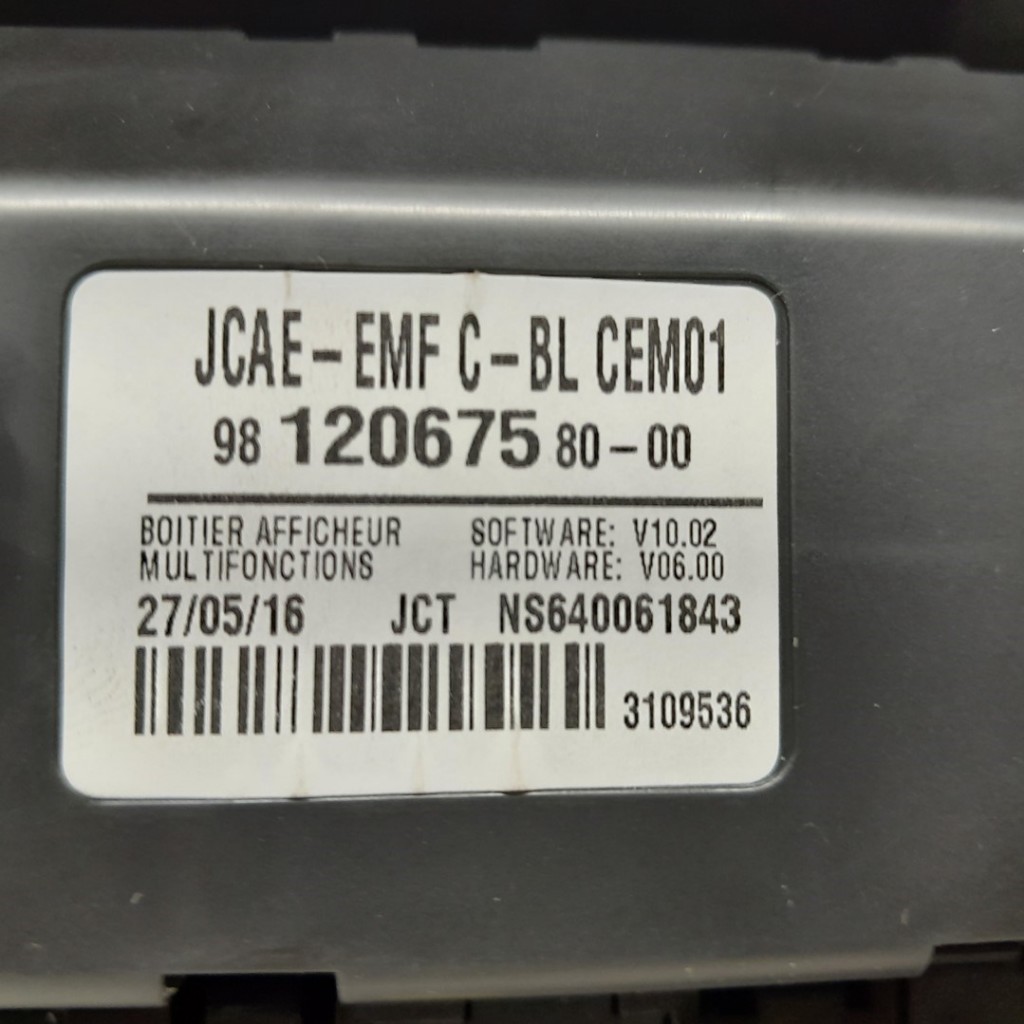 JCAE-EMF C-BL CEM01
98 120675 80-00
BOITIER AFFICHEUR SOFTWARE: V10.02
MULTIFONCTIONS HARDWARE: V06.00
27/05/16 JCT NS640061843
3109536